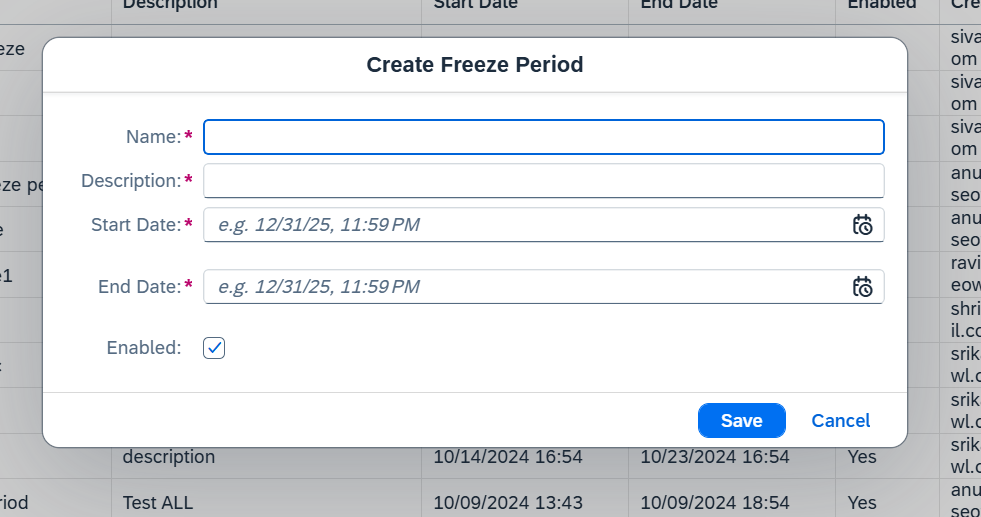 Description Start Date End Date Enabled Cre
eze siva
om
Create Freeze Period
siva
om
Name:*
siva
om
Description:*
ze pe anu
seo
Start Date:* e.g. 12/31/25, 11:59 PM
e anu
seo
e1 ravi
eow
End Date:* e.g. 12/31/25, 11:59 PM
shri
il.co
Enabled:
srik
wl.c
Save Cancel
srik
wl.c
description 10/14/2024 16:54 10/23/2024 16:54 Yes srik
wl.c
riod Test ALL 10/09/2024 13:43 10/09/2024 18:54 Yes anu
seo